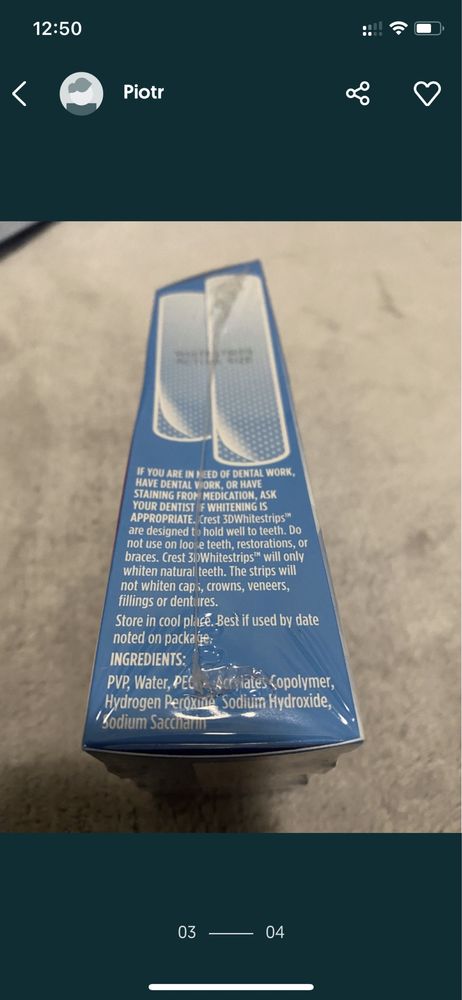 12:50
Piotr
WHITESTRIPS
ACTUAL SIZE
IF YOU ARE IN NEED OF DENTAL WORK,
HAVE DENTAL WORK, OR HAVE
STAINING FROM MEDICATION, ASK
YOUR DENTIST IF WHITENING IS
APPROPRIATE. Crest 3DWhitestrips™
are designed to hold well to teeth. Do
not use on loose teeth, restorations, or
braces. Crest 3DWhitestrips™ will only
whiten natural teeth. The strips will
not whiten caps, crowns, veneers,
fillings or dentures.
Store in cool place. Best if used by date
noted on package.
INGREDIENTS:
PVP, Water, Acrylates Copolymer,
Hydrogen Peroxide, Sodium Hydroxide,
Sodium Saccharin
03 04